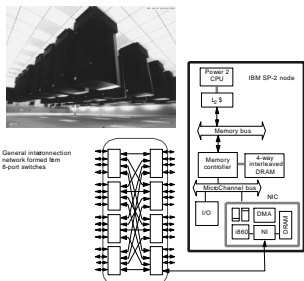 Power 2
CPU
IBM SP-2 node
L2 $
Memory bus
General interconnection
network formed from
8-port switches
Memory
controller
4-way
interleaved
DRAM
MicroChannel bus
NIC
I/O
DMA
i860
NI
DRAM